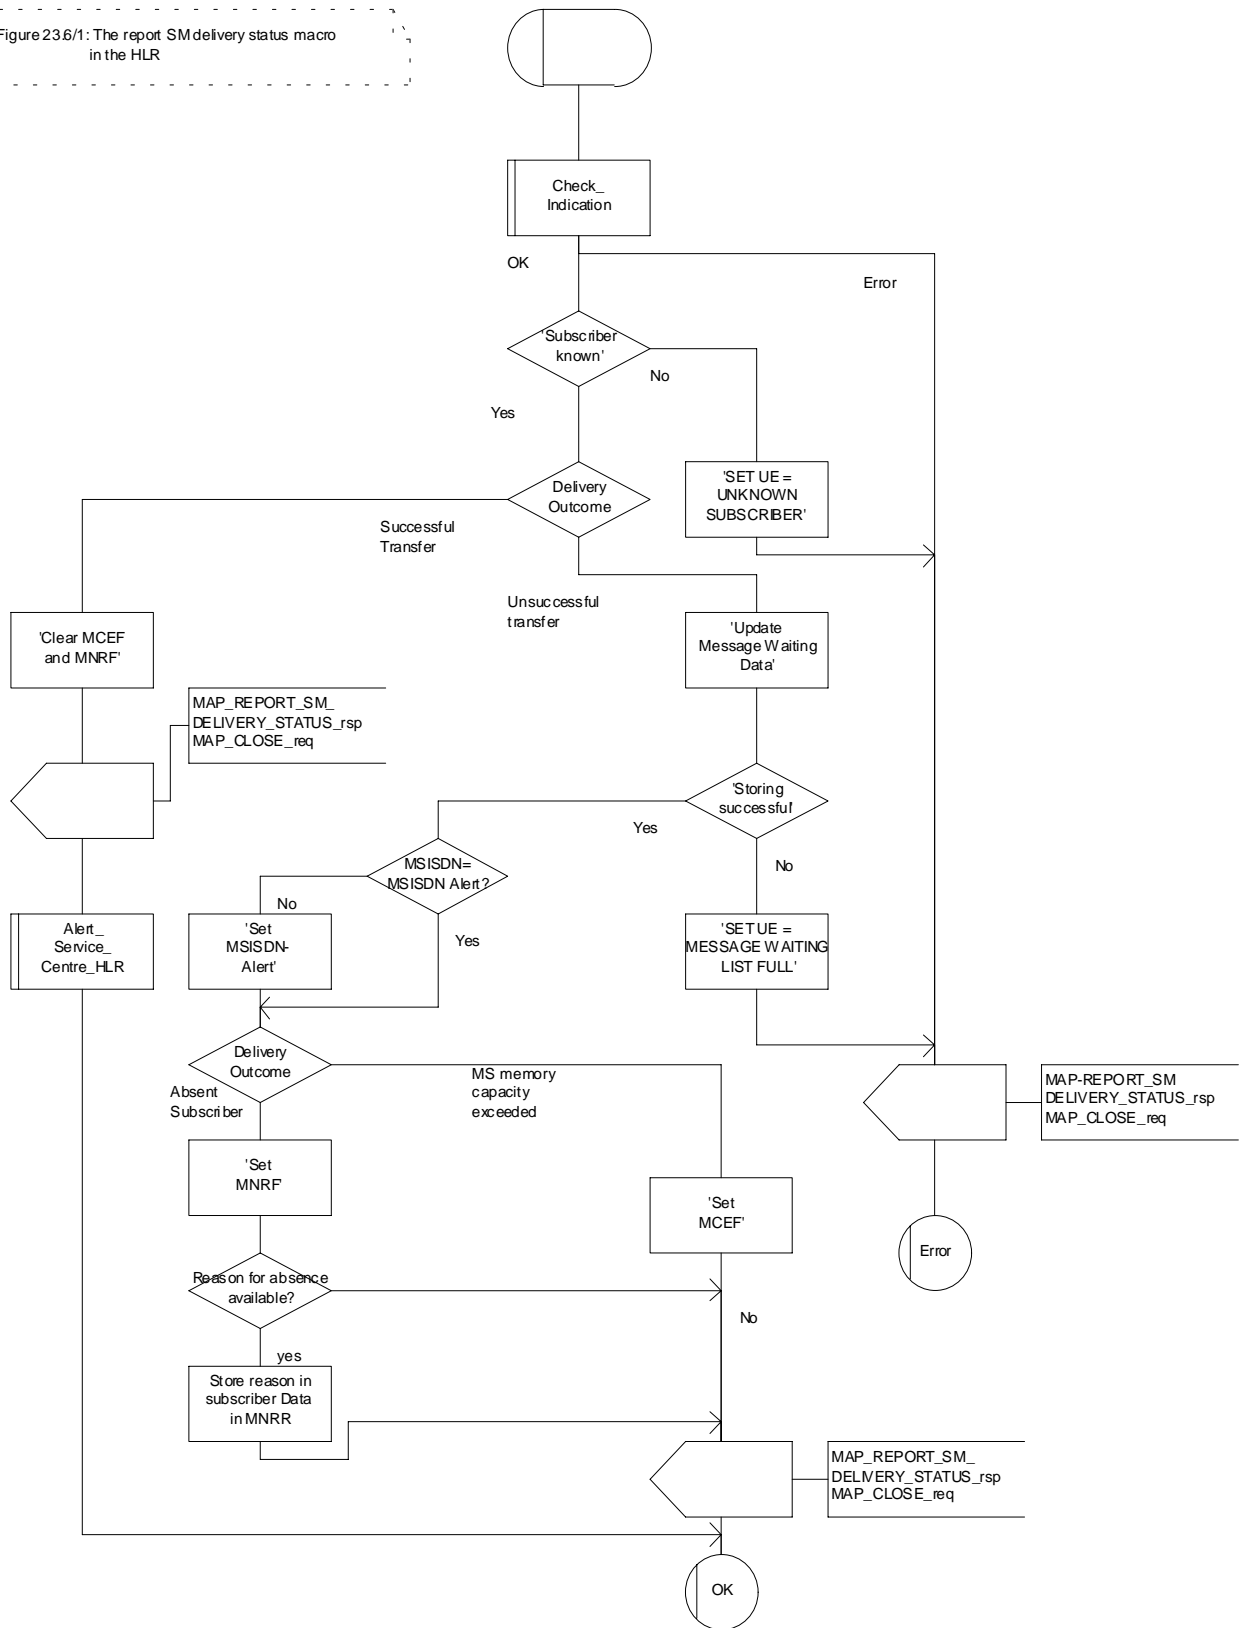 Figure 23.6/1: The report SM delivery status macro
in the HLR
Check_
Indication
OK
Error
'Subscriber
known'
No
Yes
Delivery
Outcome
'SET UE =
UNKNOWN
SUBSCRIBER'
Successful
Transfer
Unsuccessful
transfer
'Clear MCEF
and MNRF'
'Update
Message Waiting
Data'
MAP_REPORT_SM_
DELIVERY_STATUS_rsp
MAP_CLOSE_req
'Storing
successful'
Yes
No
MSISDN=
MSISDN Alert?
No
Yes
Alert_
Service_
Centre_HLR
'Set
MSISDN-
Alert'
'SET UE =
MESSAGE WAITING
LIST FULL'
Delivery
Outcome
Absent
Subscriber
MS memory
capacity
exceeded
MAP-REPORT_SM
DELIVERY_STATUS_rsp
MAP_CLOSE_req
'Set
MNRF'
'Set
MCEF'
Error
Reason for absence
available?
No
yes
Store reason in
subscriber Data
in MNRR
MAP_REPORT_SM_
DELIVERY_STATUS_rsp
MAP_CLOSE_req
OK